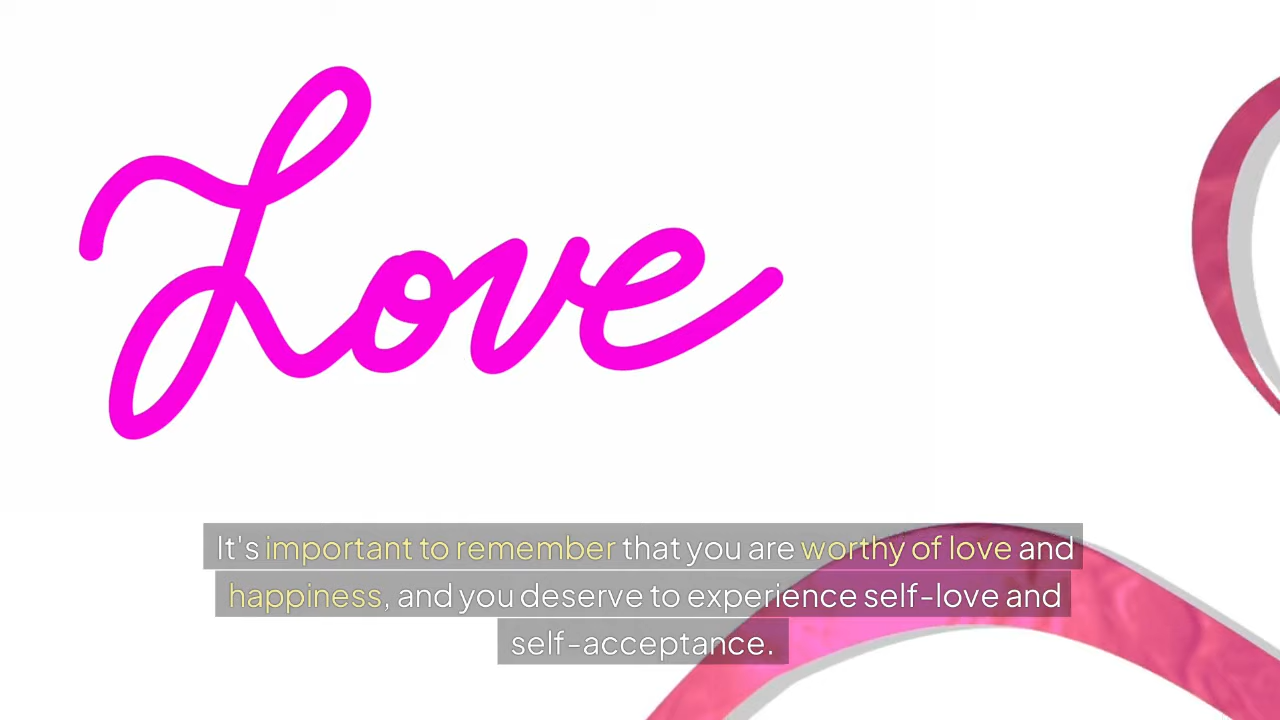 Love
It's important to remember that you are worthy of love and
happiness, and you deserve to experience self-love and
self-acceptance.